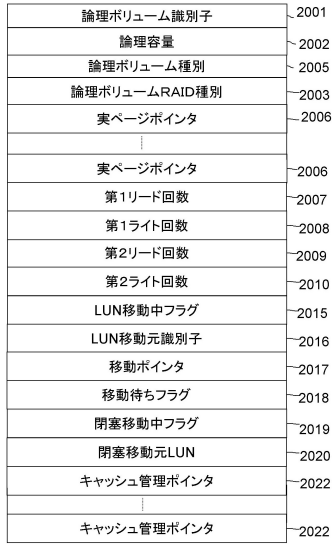 論理ボリューム識別子 2001
論理容量 2002
論理ボリューム種別 2005
論理ボリュームRAID種別 2003
実ページポインタ 2006
実ページポインタ 2006
第1リード回数 2007
第1ライト回数 2008
第2リード回数 2009
第2ライト回数 2010
LUN移動中フラグ 2015
LUN移動元識別子 2016
移動ポインタ 2017
移動待ちフラグ 2018
閉塞移動中フラグ 2019
閉塞移動元LUN 2020
キャッシュ管理ポインタ 2022
キャッシュ管理ポインタ 2022